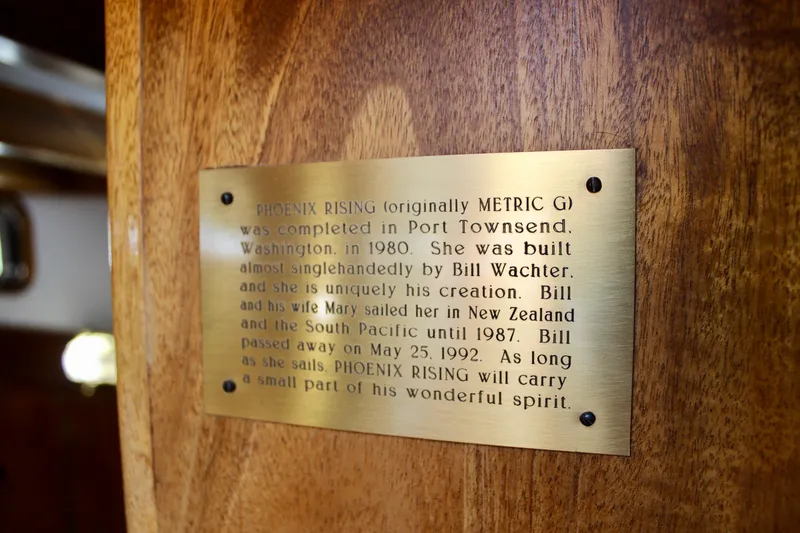 PHOENIX RISING (originally METRIC G)
was completed in Port Townsend,
Washington, in 1980. She was built
almost singlehandedly by Bill Wachter,
and she is uniquely his creation. Bill
and his wife Mary sailed her in New Zealand
and the South Pacific until 1987. Bill
passed away on May 25, 1992. As long
as she sails, PHOENIX RISING will carry
a small part of his wonderful spirit.